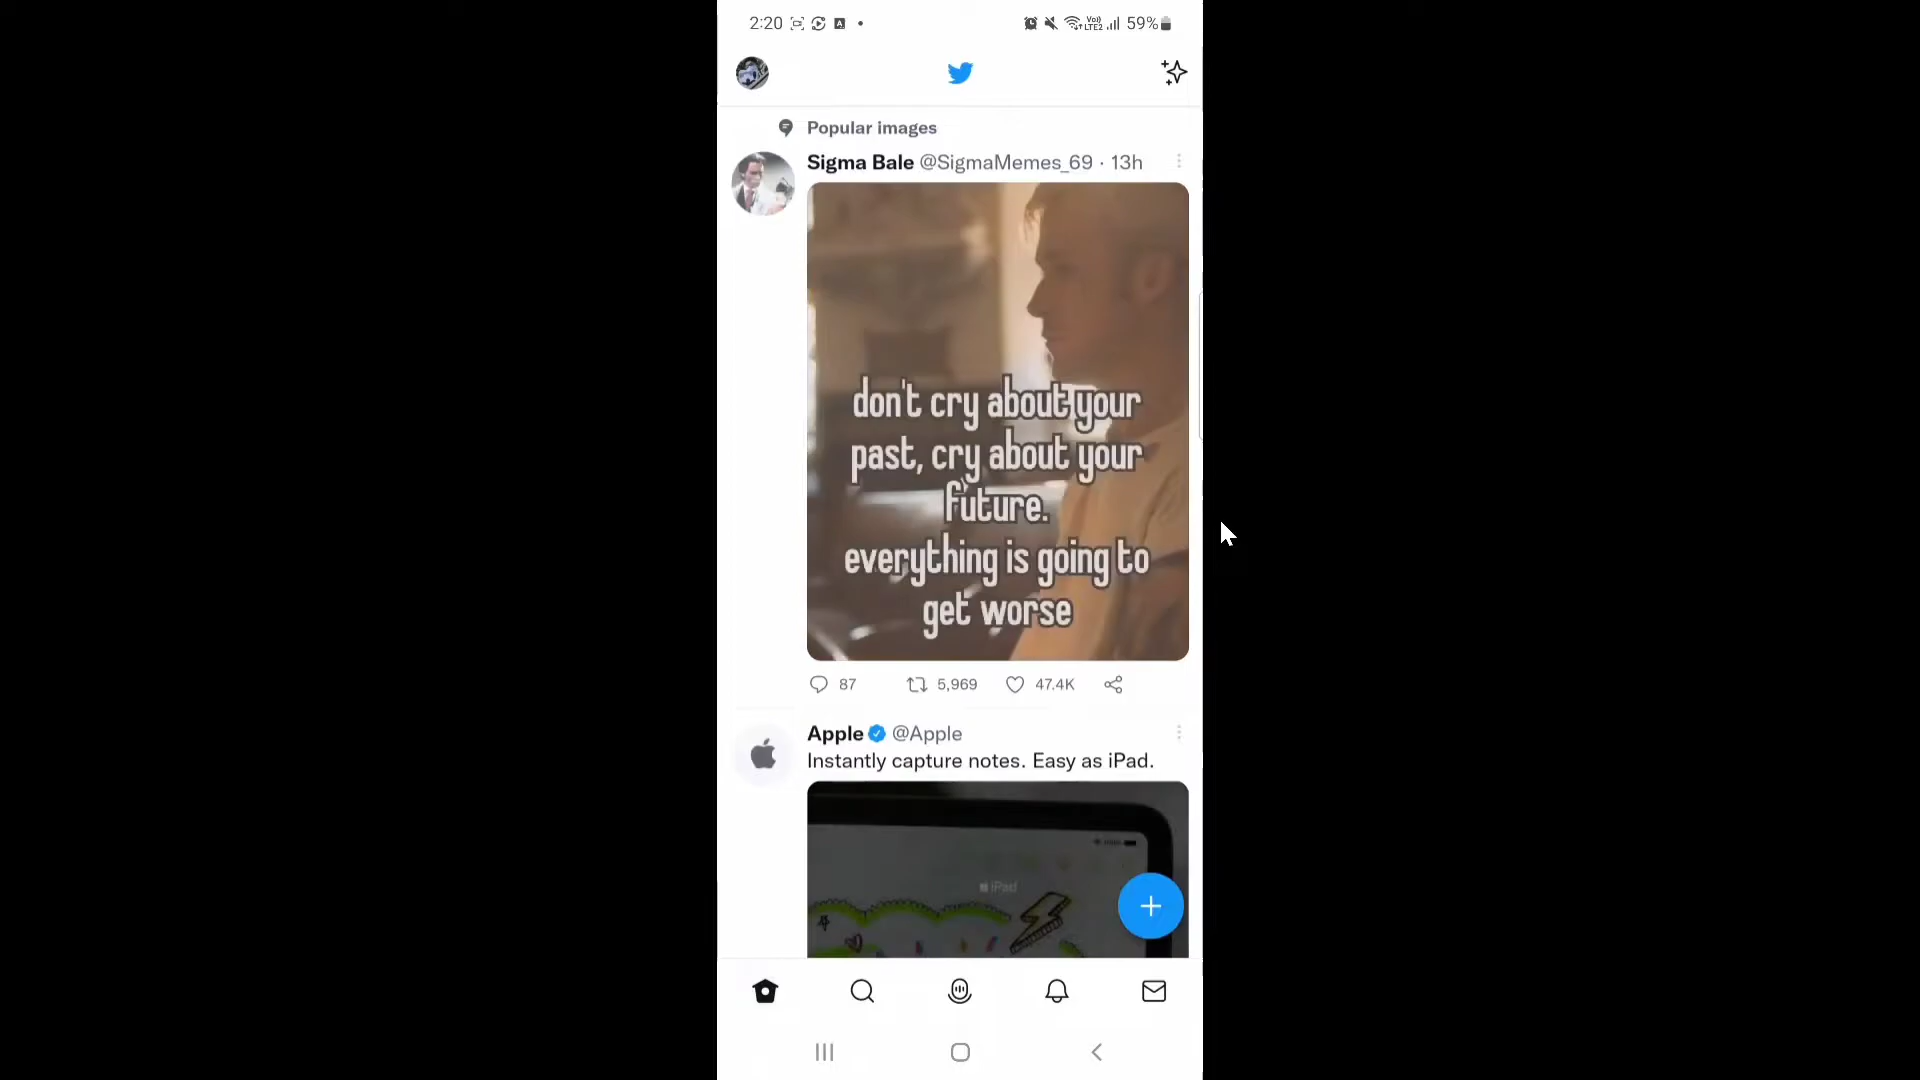 2:20 59%
Popular images
Sigma Bale @SigmaMemes_69 · 13h
don't cry about your
past, cry about your
future.
everything is going to
get worse
87 5,969 47.4K
Apple @Apple
Instantly capture notes. Easy as iPad.
iPad